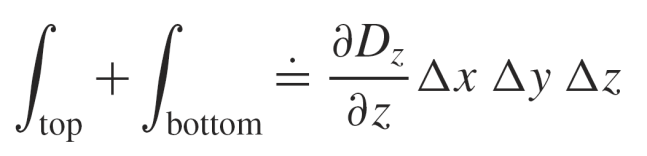 ∫_top + ∫_bottom ≐ ∂D_z/∂z Δx Δy Δz